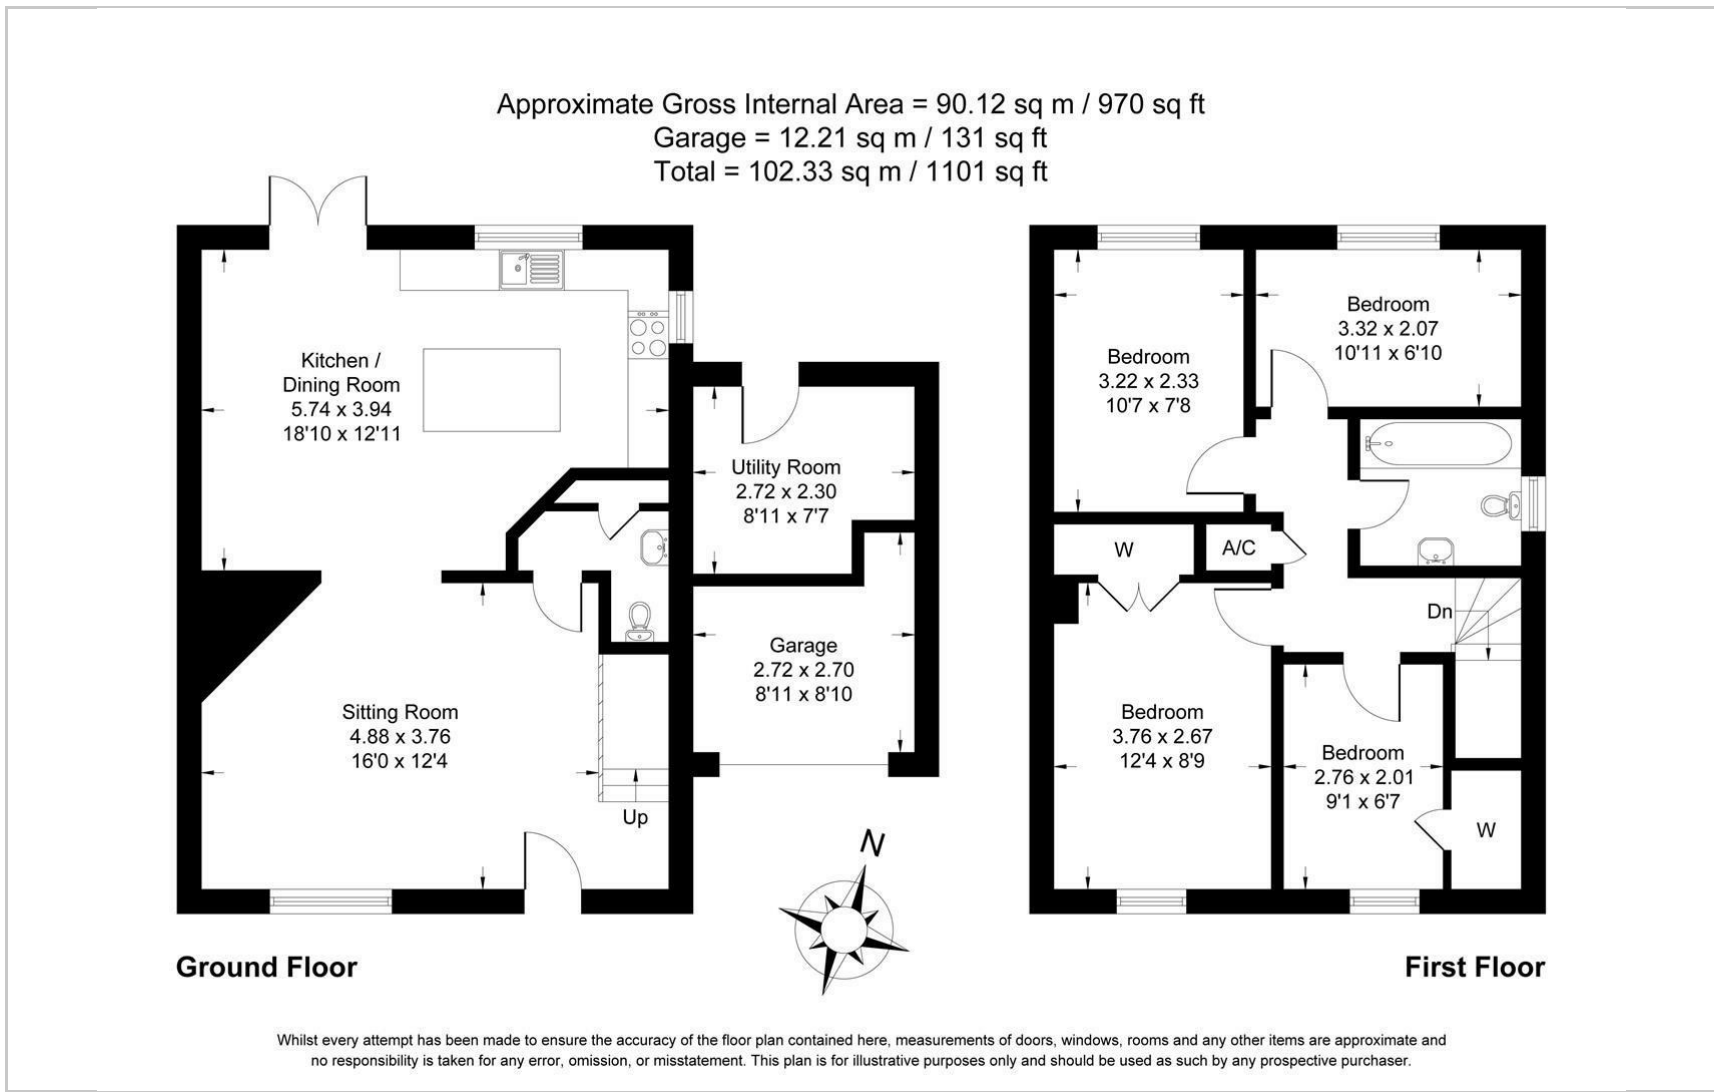 Approximate Gross Internal Area = 90.12 sq m / 970 sq ft
Garage = 12.21 sq m / 131 sq ft
Total = 102.33 sq m / 1101 sq ft
Kitchen /
Dining Room
5.74 x 3.94
18'10 x 12'11
Utility Room
2.72 x 2.30
8'11 x 7'7
Garage
2.72 x 2.70
8'11 x 8'10
Sitting Room
4.88 x 3.76
16'0 x 12'4
Up
N
Ground Floor
Bedroom
3.22 x 2.33
10'7 x 7'8
Bedroom
3.32 x 2.07
10'11 x 6'10
W
A/C
Dn
Bedroom
3.76 x 2.67
12'4 x 8'9
Bedroom
2.76 x 2.01
9'1 x 6'7
W
First Floor
Whilst every attempt has been made to ensure the accuracy of the floor plan contained here, measurements of doors, windows, rooms and any other items are approximate and
no responsibility is taken for any error, omission, or misstatement. This plan is for illustrative purposes only and should be used as such by any prospective purchaser.